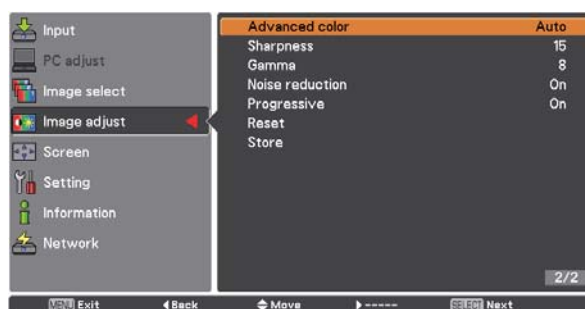 Input
PC adjust
Image select
Image adjust
Screen
Setting
Information
Network
Advanced color Auto
Sharpness 15
Gamma 8
Noise reduction On
Progressive On
Reset
Store
2/2
MENU Exit Back Move ----- SELECT Next